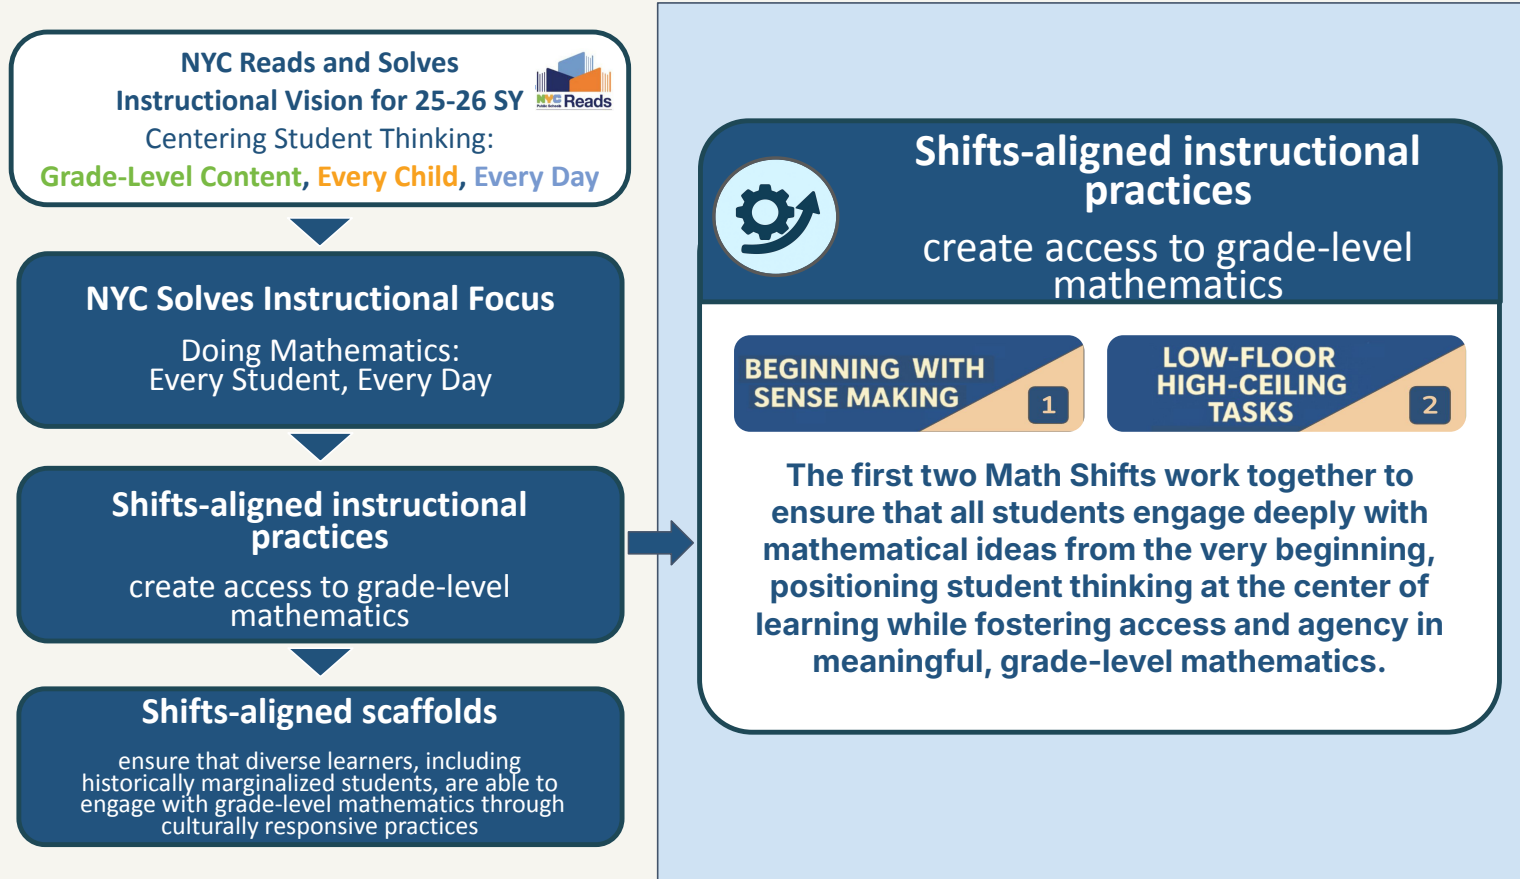 NYC Reads and Solves
Instructional Vision for 25-26 SY
Centering Student Thinking:
Grade-Level Content, Every Child, Every Day
NYC Reads
Public Schools
NYC Solves Instructional Focus
Doing Mathematics:
Every Student, Every Day
Shifts-aligned instructional
practices
create access to grade-level
mathematics
Shifts-aligned scaffolds
ensure that diverse learners, including
historically marginalized students, are able to
engage with grade-level mathematics through
culturally responsive practices
Shifts-aligned instructional
practices
create access to grade-level
mathematics
BEGINNING WITH
SENSE MAKING
1
LOW-FLOOR
HIGH-CEILING
TASKS
2
The first two Math Shifts work together to
ensure that all students engage deeply with
mathematical ideas from the very beginning,
positioning student thinking at the center of
learning while fostering access and agency in
meaningful, grade-level mathematics.